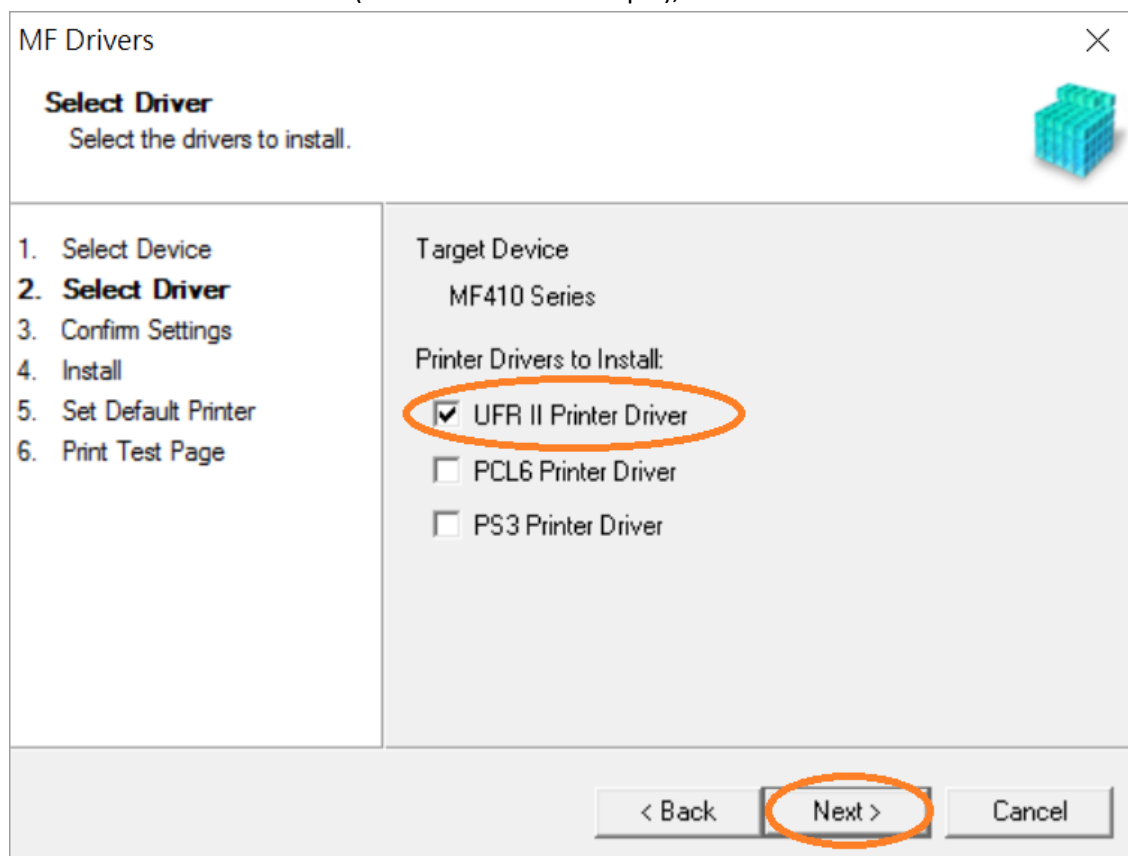 MF Drivers
Select Driver
Select the drivers to install.
1. Select Device
2. Select Driver
3. Confirm Settings
4. Install
5. Set Default Printer
6. Print Test Page
Target Device
MF410 Series
Printer Drivers to Install:
UFR II Printer Driver
PCL6 Printer Driver
PS3 Printer Driver
< Back
Next >
Cancel